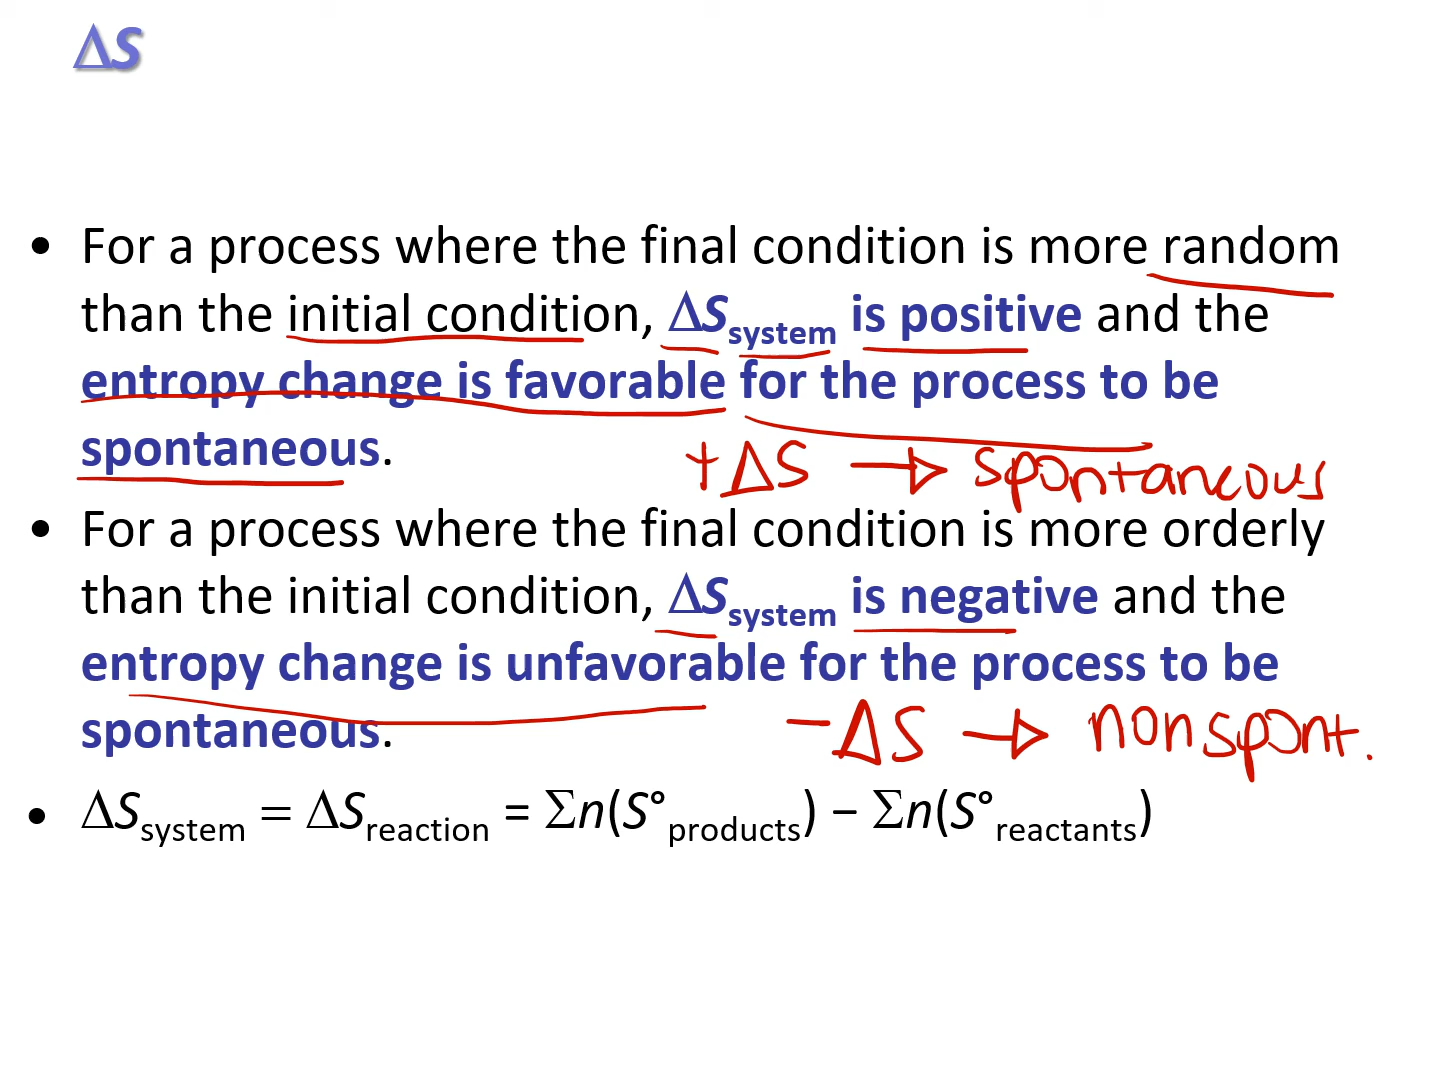 ΔS
• For a process where the final condition is more random
than the initial condition, ΔSsystem is positive and the
entropy change is favorable for the process to be
spontaneous.
+ΔS → spontaneous
• For a process where the final condition is more orderly
than the initial condition, ΔSsystem is negative and the
entropy change is unfavorable for the process to be
spontaneous.
-ΔS → nonspont.
• ΔSsystem = ΔSreaction = Σn(S°products) − Σn(S°reactants)